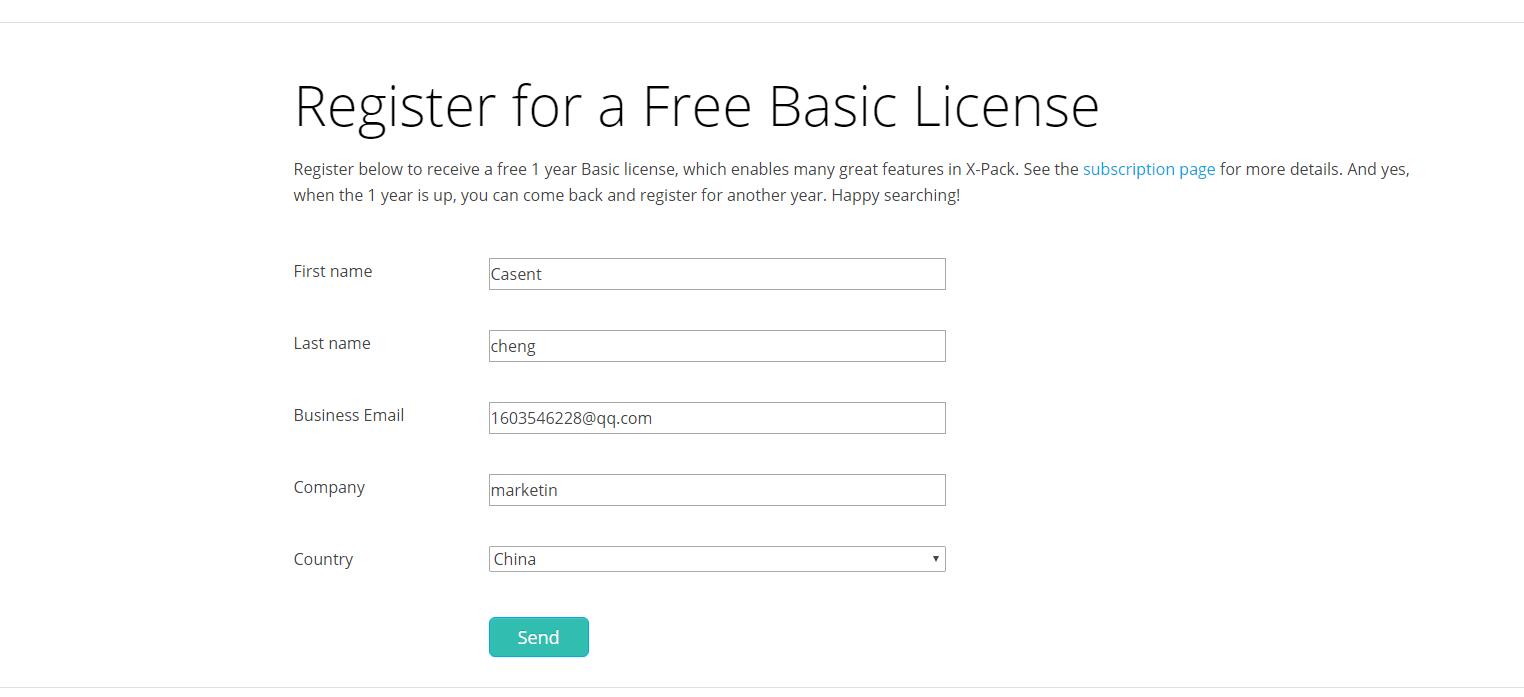 Register for a Free Basic License
Register below to receive a free 1 year Basic license, which enables many great features in X-Pack. See the subscription page for more details. And yes,
when the 1 year is up, you can come back and register for another year. Happy searching!
First name Casent
Last name cheng
Business Email 1603546228@qq.com
Company marketin
Country China
Send